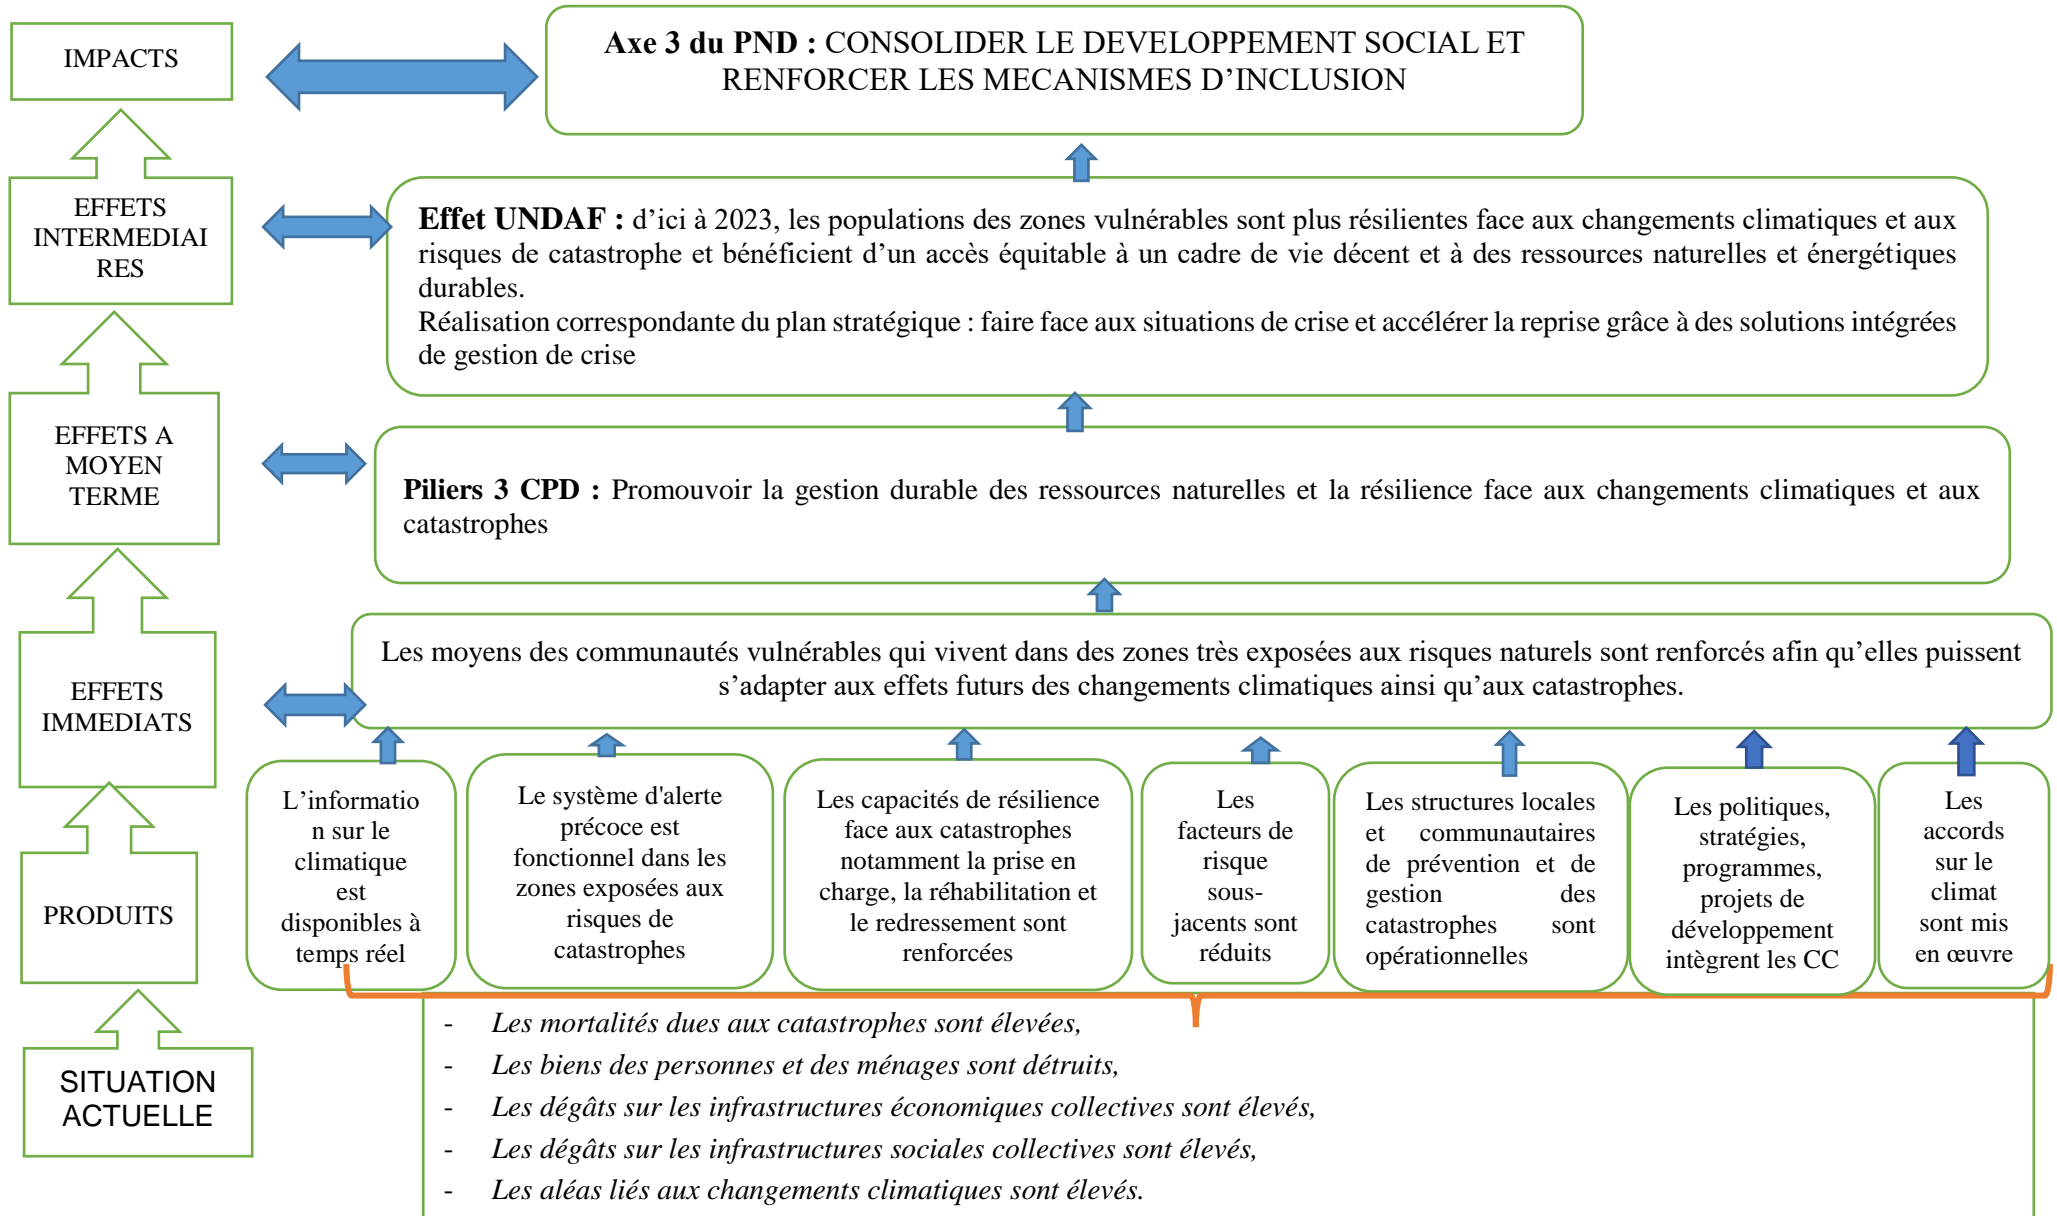 IMPACTS
Axe 3 du PND : CONSOLIDER LE DEVELOPPEMENT SOCIAL ET
RENFORCER LES MECANISMES D’INCLUSION
EFFETS
INTERMEDIAI
RES
Effet UNDAF : d’ici à 2023, les populations des zones vulnérables sont plus résilientes face aux changements climatiques et aux
risques de catastrophe et bénéficient d’un accès équitable à un cadre de vie décent et à des ressources naturelles et énergétiques
durables.
Réalisation correspondante du plan stratégique : faire face aux situations de crise et accélérer la reprise grâce à des solutions intégrées
de gestion de crise
EFFETS A
MOYEN
TERME
Piliers 3 CPD : Promouvoir la gestion durable des ressources naturelles et la résilience face aux changements climatiques et aux
catastrophes
EFFETS
IMMEDIATS
Les moyens des communautés vulnérables qui vivent dans des zones très exposées aux risques naturels sont renforcés afin qu’elles puissent
s’adapter aux effets futurs des changements climatiques ainsi qu’aux catastrophes.
PRODUITS
L’informatio
n sur le
climatique
est
disponibles à
temps réel
Le système d'alerte
précoce est
fonctionnel dans les
zones exposées aux
risques de
catastrophes
Les capacités de résilience
face aux catastrophes
notamment la prise en
charge, la réhabilitation et
le redressement sont
renforcées
Les
facteurs de
risque
sous-
jacents sont
réduits
Les structures locales
et communautaires
de prévention et de
gestion des
catastrophes sont
opérationnelles
Les politiques,
stratégies,
programmes,
projets de
développement
intègrent les CC
Les
accords
sur le
climat
sont mis
en œuvre
SITUATION
ACTUELLE
- Les mortalités dues aux catastrophes sont élevées,
- Les biens des personnes et des ménages sont détruits,
- Les dégâts sur les infrastructures économiques collectives sont élevés,
- Les dégâts sur les infrastructures sociales collectives sont élevés,
- Les aléas liés aux changements climatiques sont élevés.